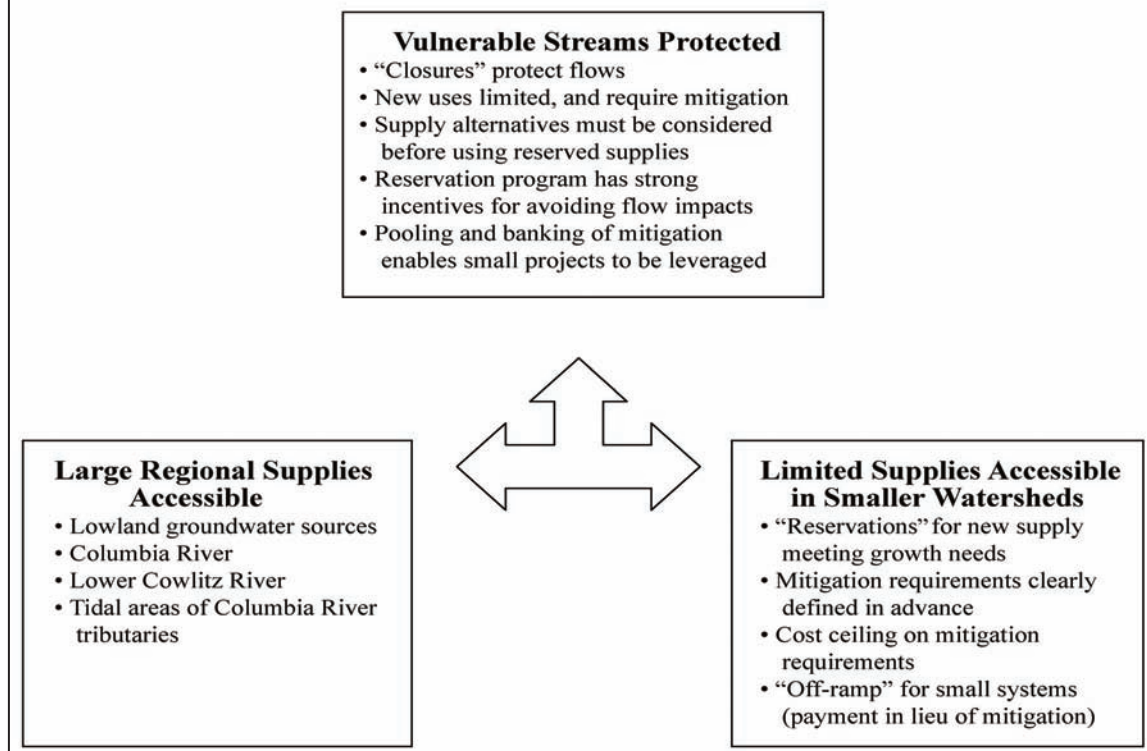 Vulnerable Streams Protected
• “Closures” protect flows
• New uses limited, and require mitigation
• Supply alternatives must be considered
before using reserved supplies
• Reservation program has strong
incentives for avoiding flow impacts
• Pooling and banking of mitigation
enables small projects to be leveraged
Large Regional Supplies
Accessible
• Lowland groundwater sources
• Columbia River
• Lower Cowlitz River
• Tidal areas of Columbia River
tributaries
Limited Supplies Accessible
in Smaller Watersheds
• “Reservations” for new supply
meeting growth needs
• Mitigation requirements clearly
defined in advance
• Cost ceiling on mitigation
requirements
• “Off-ramp” for small systems
(payment in lieu of mitigation)